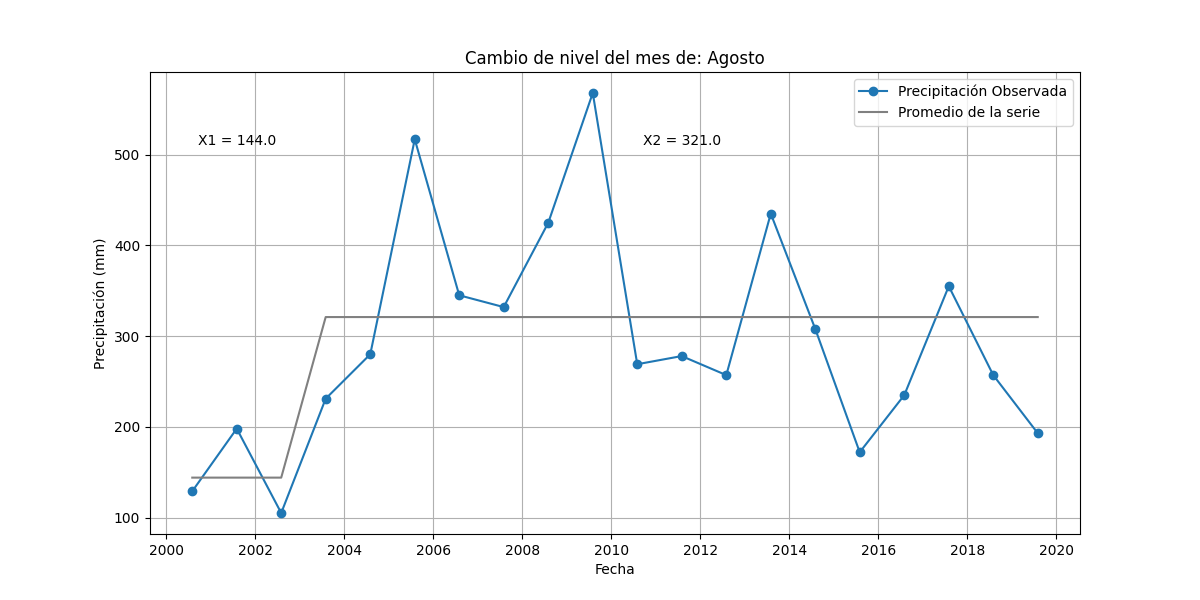 Cambio de nivel del mes de: Agosto
Precipitación Observada
Promedio de la serie
X1 = 144.0
X2 = 321.0
Precipitación (mm)
500
400
300
200
100
2000 2002 2004 2006 2008 2010 2012 2014 2016 2018 2020
Fecha